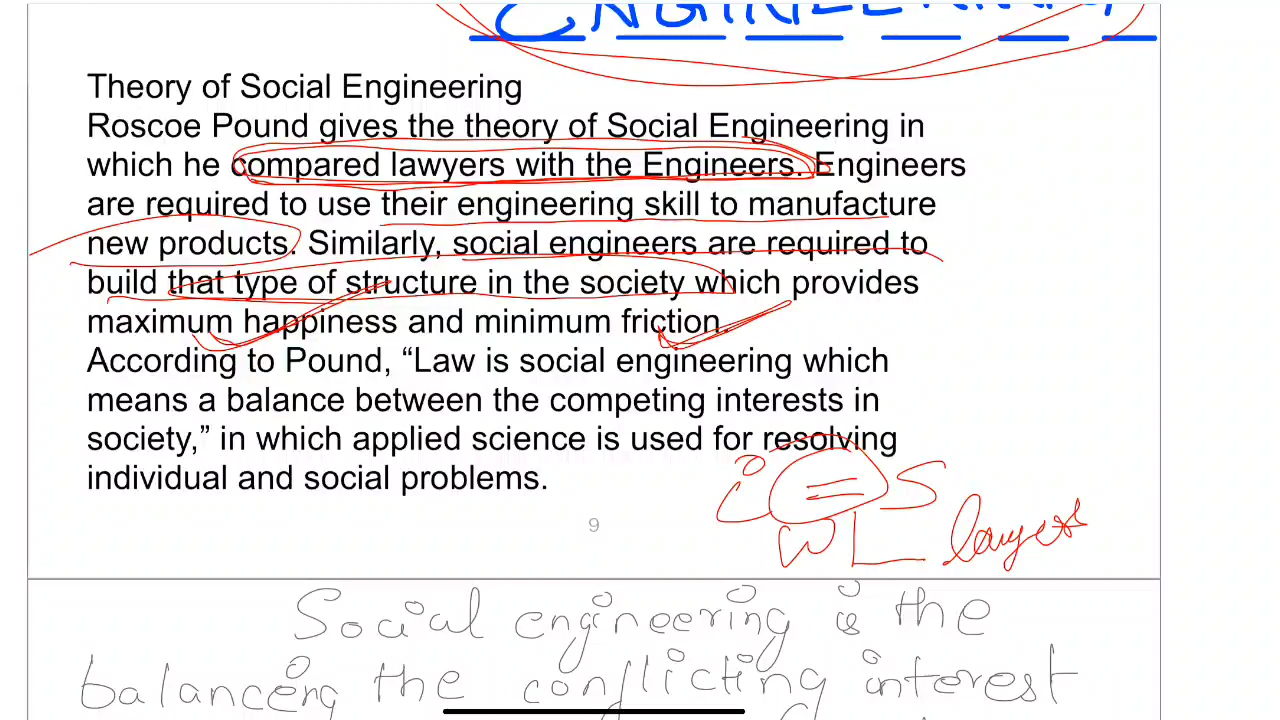 ENGINEERING
Theory of Social Engineering
Roscoe Pound gives the theory of Social Engineering in
which he compared lawyers with the Engineers. Engineers
are required to use their engineering skill to manufacture
new products. Similarly, social engineers are required to
build that type of structure in the society which provides
maximum happiness and minimum friction.
According to Pound, “Law is social engineering which
means a balance between the competing interests in
society,” in which applied science is used for resolving
individual and social problems.
i = S
W L lawyers
9
Social engineering is the
balancing the conflicting interest